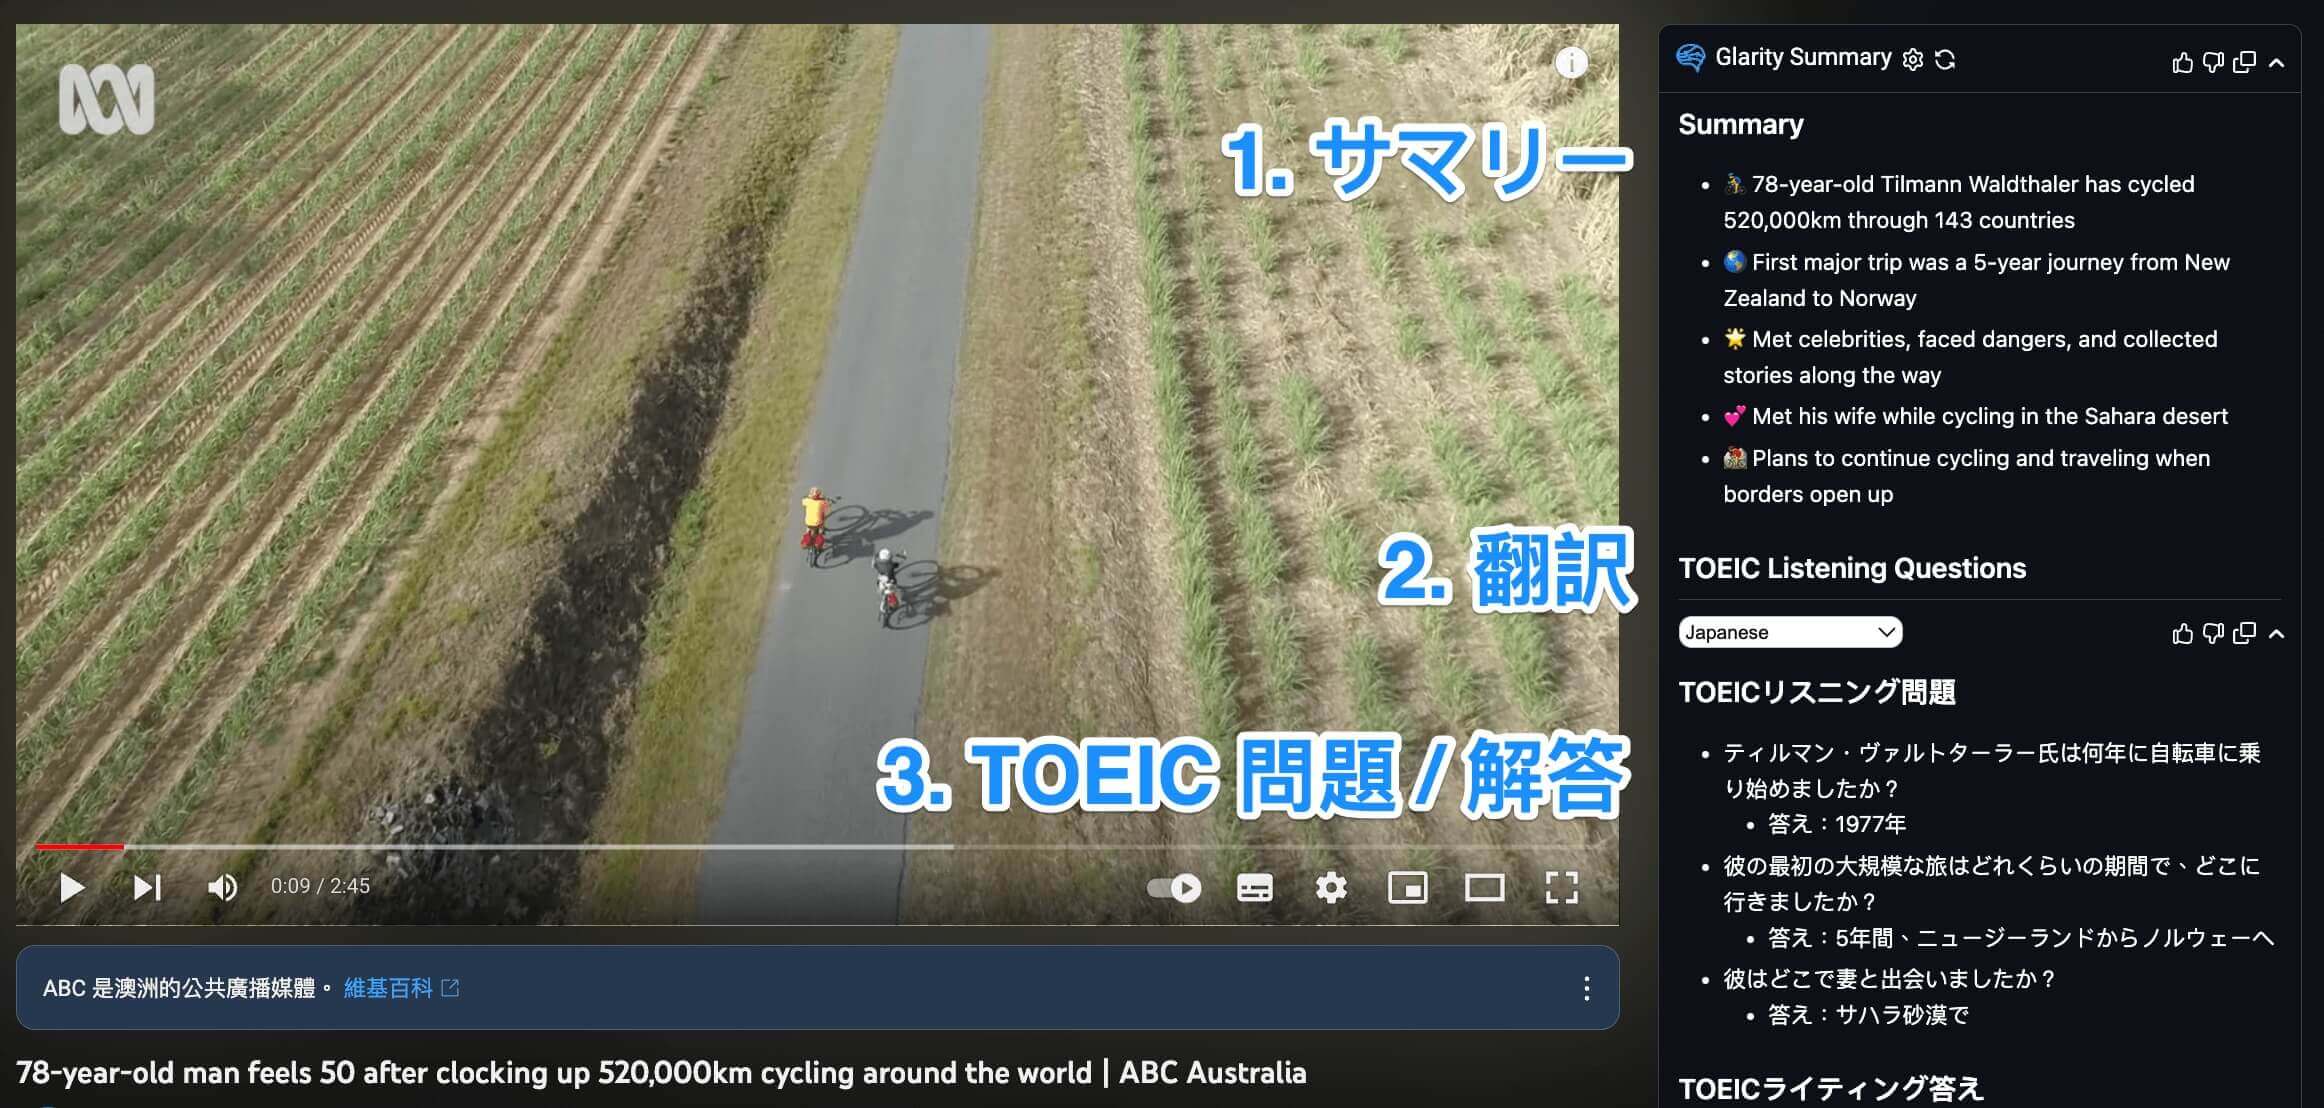 1. サマリー
2. 翻訳
3. TOEIC 問題 / 解答
0:09 / 2:45
ABC 是澳洲的公共廣播媒體。 維基百科
78-year-old man feels 50 after clocking up 520,000km cycling around the world | ABC Australia
Glarity Summary
Summary
• 🚴 78-year-old Tilmann Waldthaler has cycled
520,000km through 143 countries
• 🌎 First major trip was a 5-year journey from New
Zealand to Norway
• 🌟 Met celebrities, faced dangers, and collected
stories along the way
• 💕 Met his wife while cycling in the Sahara desert
• Plans to continue cycling and traveling when
borders open up
TOEIC Listening Questions
Japanese
TOEICリスニング問題
• ティルマン・ヴァルトターラー氏は何年に自転車に乗
り始めましたか？
• 答え：1977年
• 彼の最初の大規模な旅はどれくらいの期間で、どこに
行きましたか？
• 答え：5年間、ニュージーランドからノルウェーへ
• 彼はどこで妻と出会いましたか？
• 答え：サハラ砂漠で
TOEICライティング答え